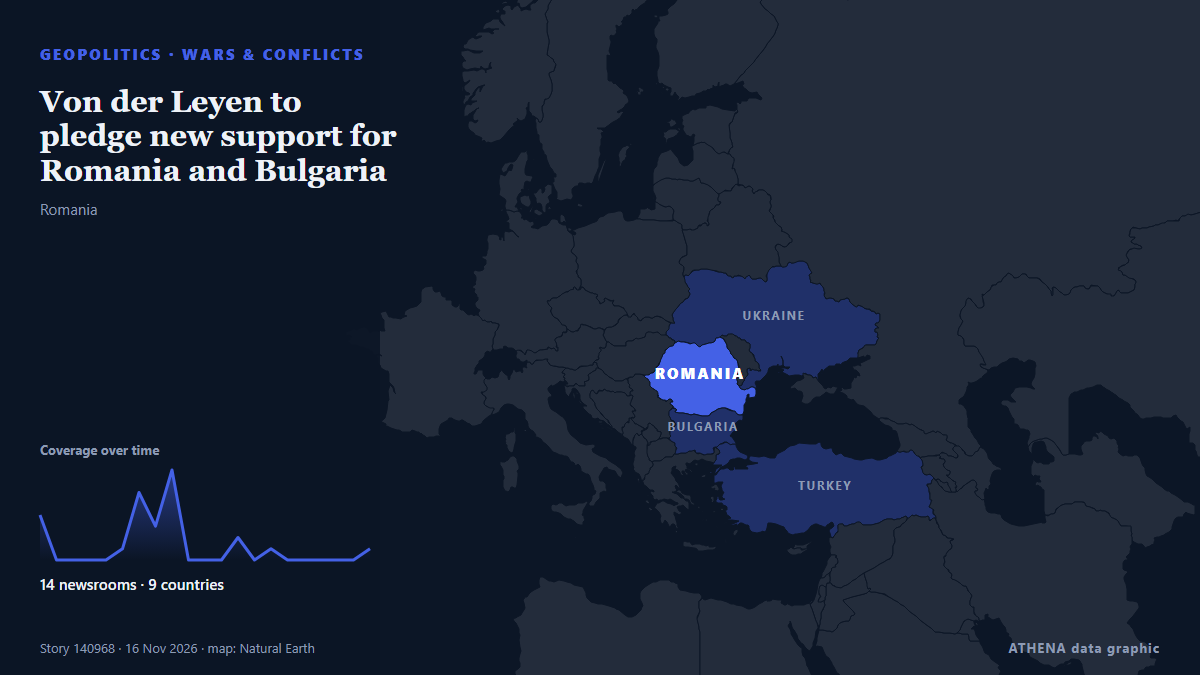 GEOPOLITICS · WARS & CONFLICTS
Von der Leyen to
pledge new support for
Romania and Bulgaria
Romania
UKRAINE
ROMANIA
BULGARIA
TURKEY
Coverage over time
14 newsrooms · 9 countries
Story 140968 · 16 Nov 2026 · map: Natural Earth
ATHENA data graphic